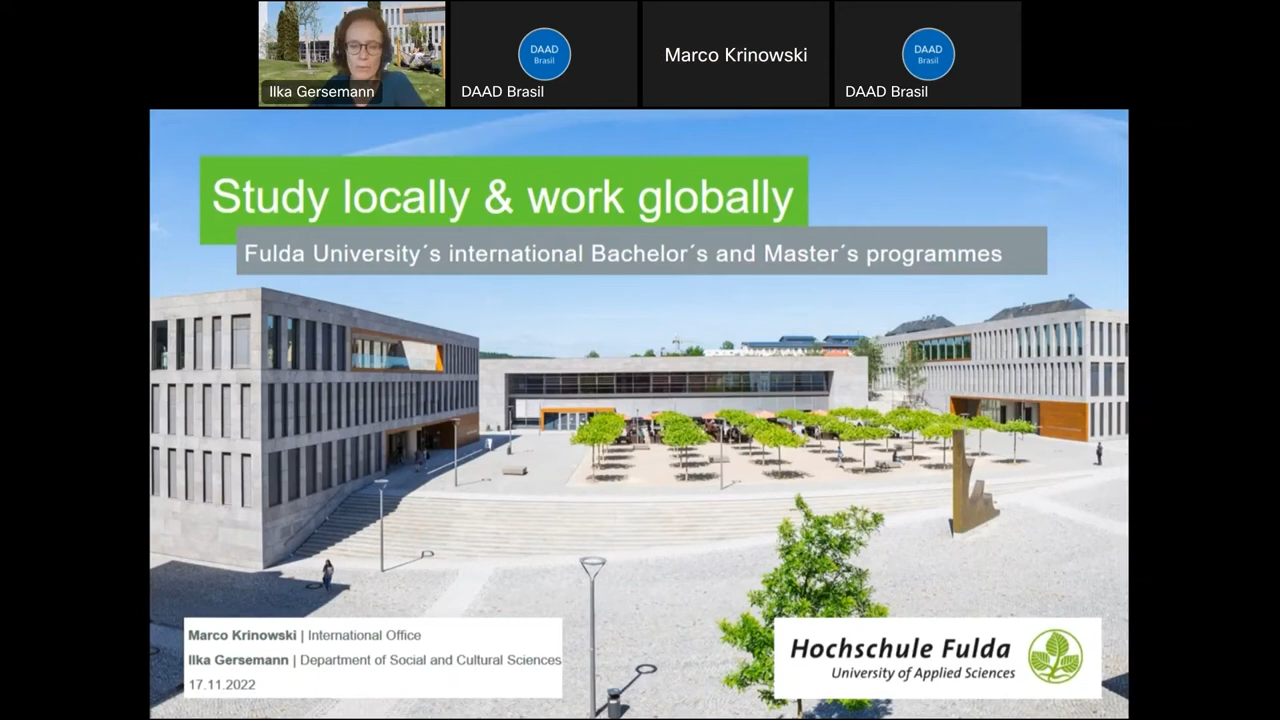 DAAD
Brasil
Marco Krinowski
DAAD
Brasil
Ilka Gersemann
DAAD Brasil
DAAD Brasil
Study locally & work globally
Fulda University´s international Bachelor´s and Master´s programmes
Marco Krinowski | International Office
Ilka Gersemann | Department of Social and Cultural Sciences
17.11.2022
Hochschule Fulda
University of Applied Sciences